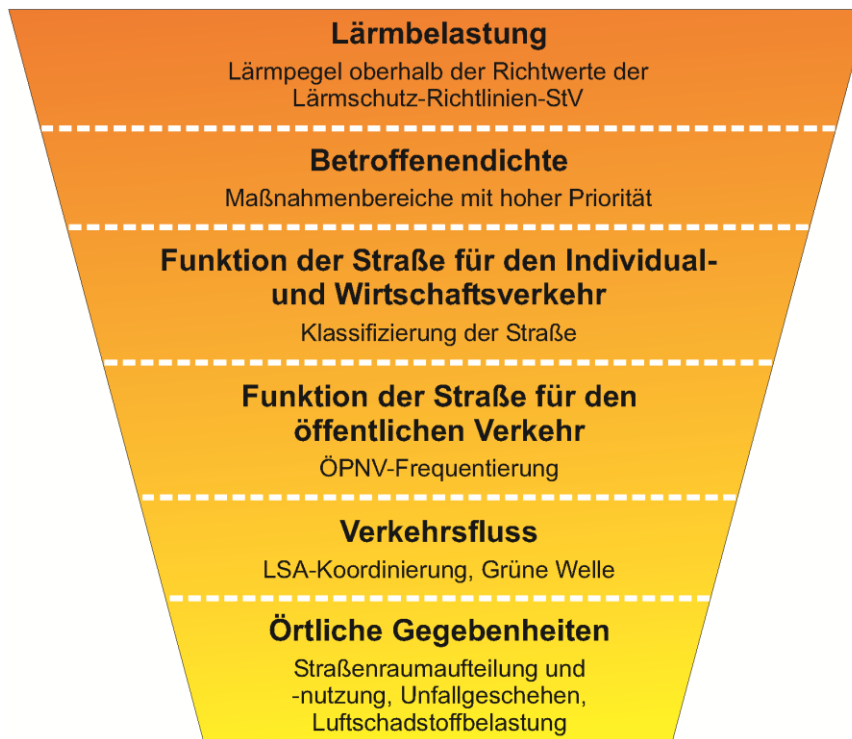 Lärmbelastung
Lärmpegel oberhalb der Richtwerte der
Lärmschutz-Richtlinien-StV
Betroffenendichte
Maßnahmenbereiche mit hoher Priorität
Funktion der Straße für den Individual-
und Wirtschaftsverkehr
Klassifizierung der Straße
Funktion der Straße für den
öffentlichen Verkehr
ÖPNV-Frequentierung
Verkehrsfluss
LSA-Koordinierung, Grüne Welle
Örtliche Gegebenheiten
Straßenraumaufteilung und
-nutzung, Unfallgeschehen,
Luftschadstoffbelastung